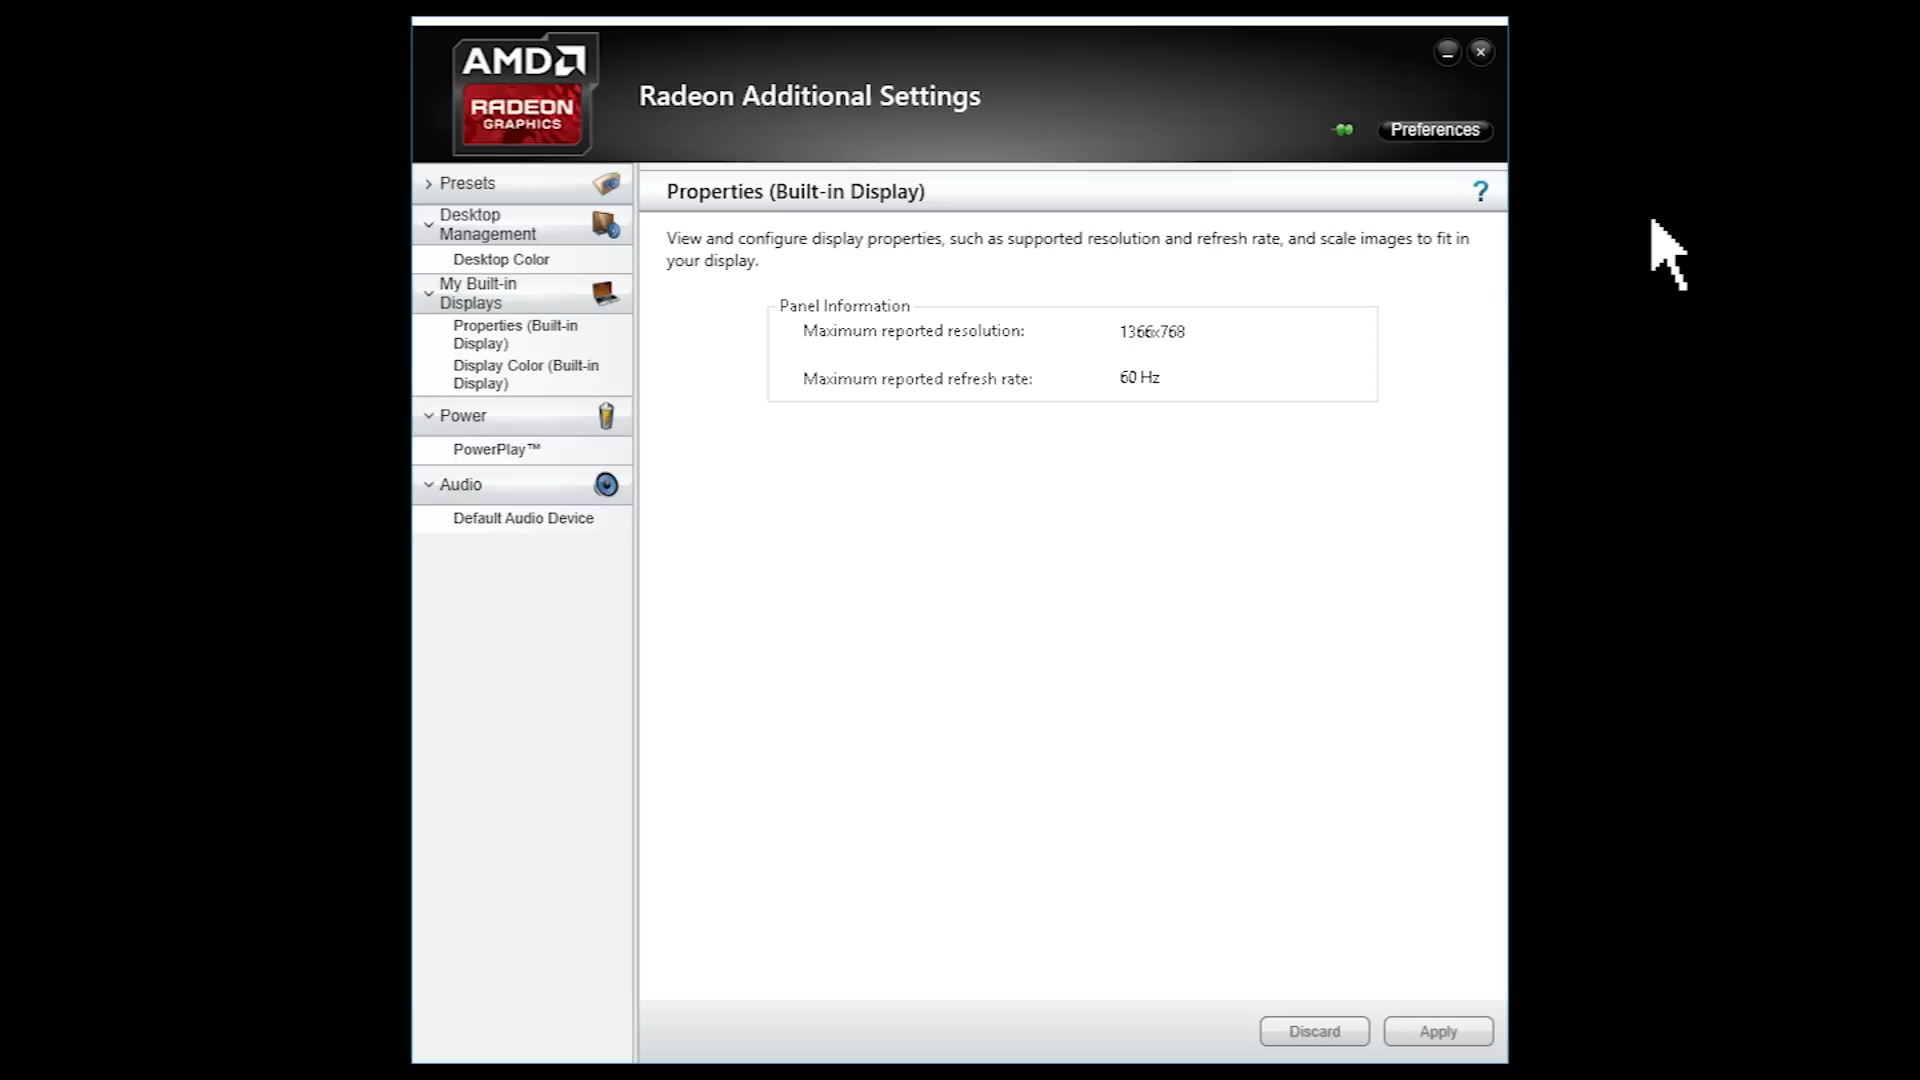 AMD
RADEON
GRAPHICS
Radeon Additional Settings
Preferences
Presets
Desktop
Management
Desktop Color
My Built-in
Displays
Properties (Built-in
Display)
Display Color (Built-in
Display)
Power
PowerPlay™
Audio
Default Audio Device
Properties (Built-in Display)
?
View and configure display properties, such as supported resolution and refresh rate, and scale images to fit in
your display.
Panel Information
Maximum reported resolution: 1366x768
Maximum reported refresh rate: 60 Hz
Discard
Apply